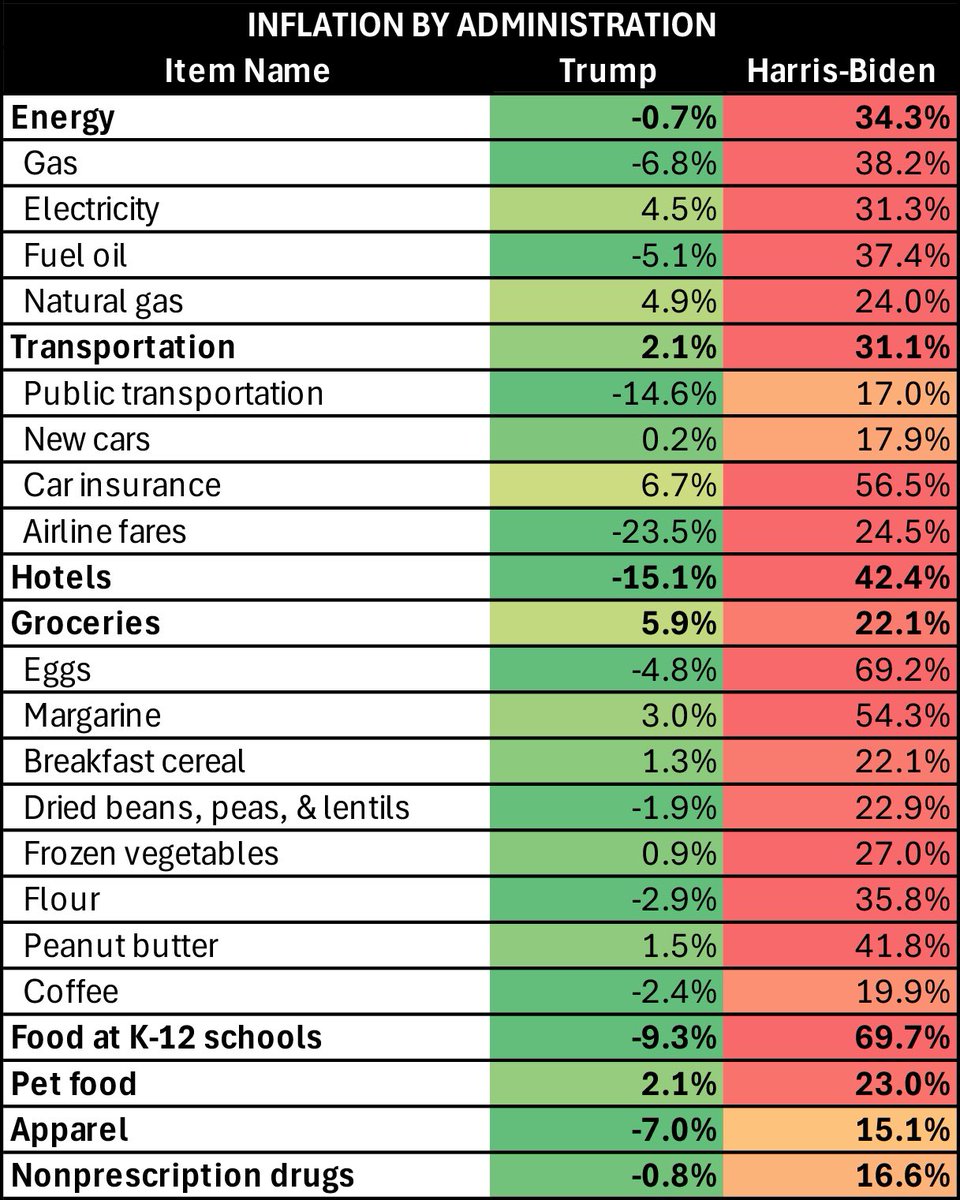 INFLATION BY ADMINISTRATION
Item Name Trump Harris-Biden
Energy -0.7% 34.3%
Gas -6.8% 38.2%
Electricity 4.5% 31.3%
Fuel oil -5.1% 37.4%
Natural gas 4.9% 24.0%
Transportation 2.1% 31.1%
Public transportation -14.6% 17.0%
New cars 0.2% 17.9%
Car insurance 6.7% 56.5%
Airline fares -23.5% 24.5%
Hotels -15.1% 42.4%
Groceries 5.9% 22.1%
Eggs -4.8% 69.2%
Margarine 3.0% 54.3%
Breakfast cereal 1.3% 22.1%
Dried beans, peas, & lentils -1.9% 22.9%
Frozen vegetables 0.9% 27.0%
Flour -2.9% 35.8%
Peanut butter 1.5% 41.8%
Coffee -2.4% 19.9%
Food at K-12 schools -9.3% 69.7%
Pet food 2.1% 23.0%
Apparel -7.0% 15.1%
Nonprescription drugs -0.8% 16.6%